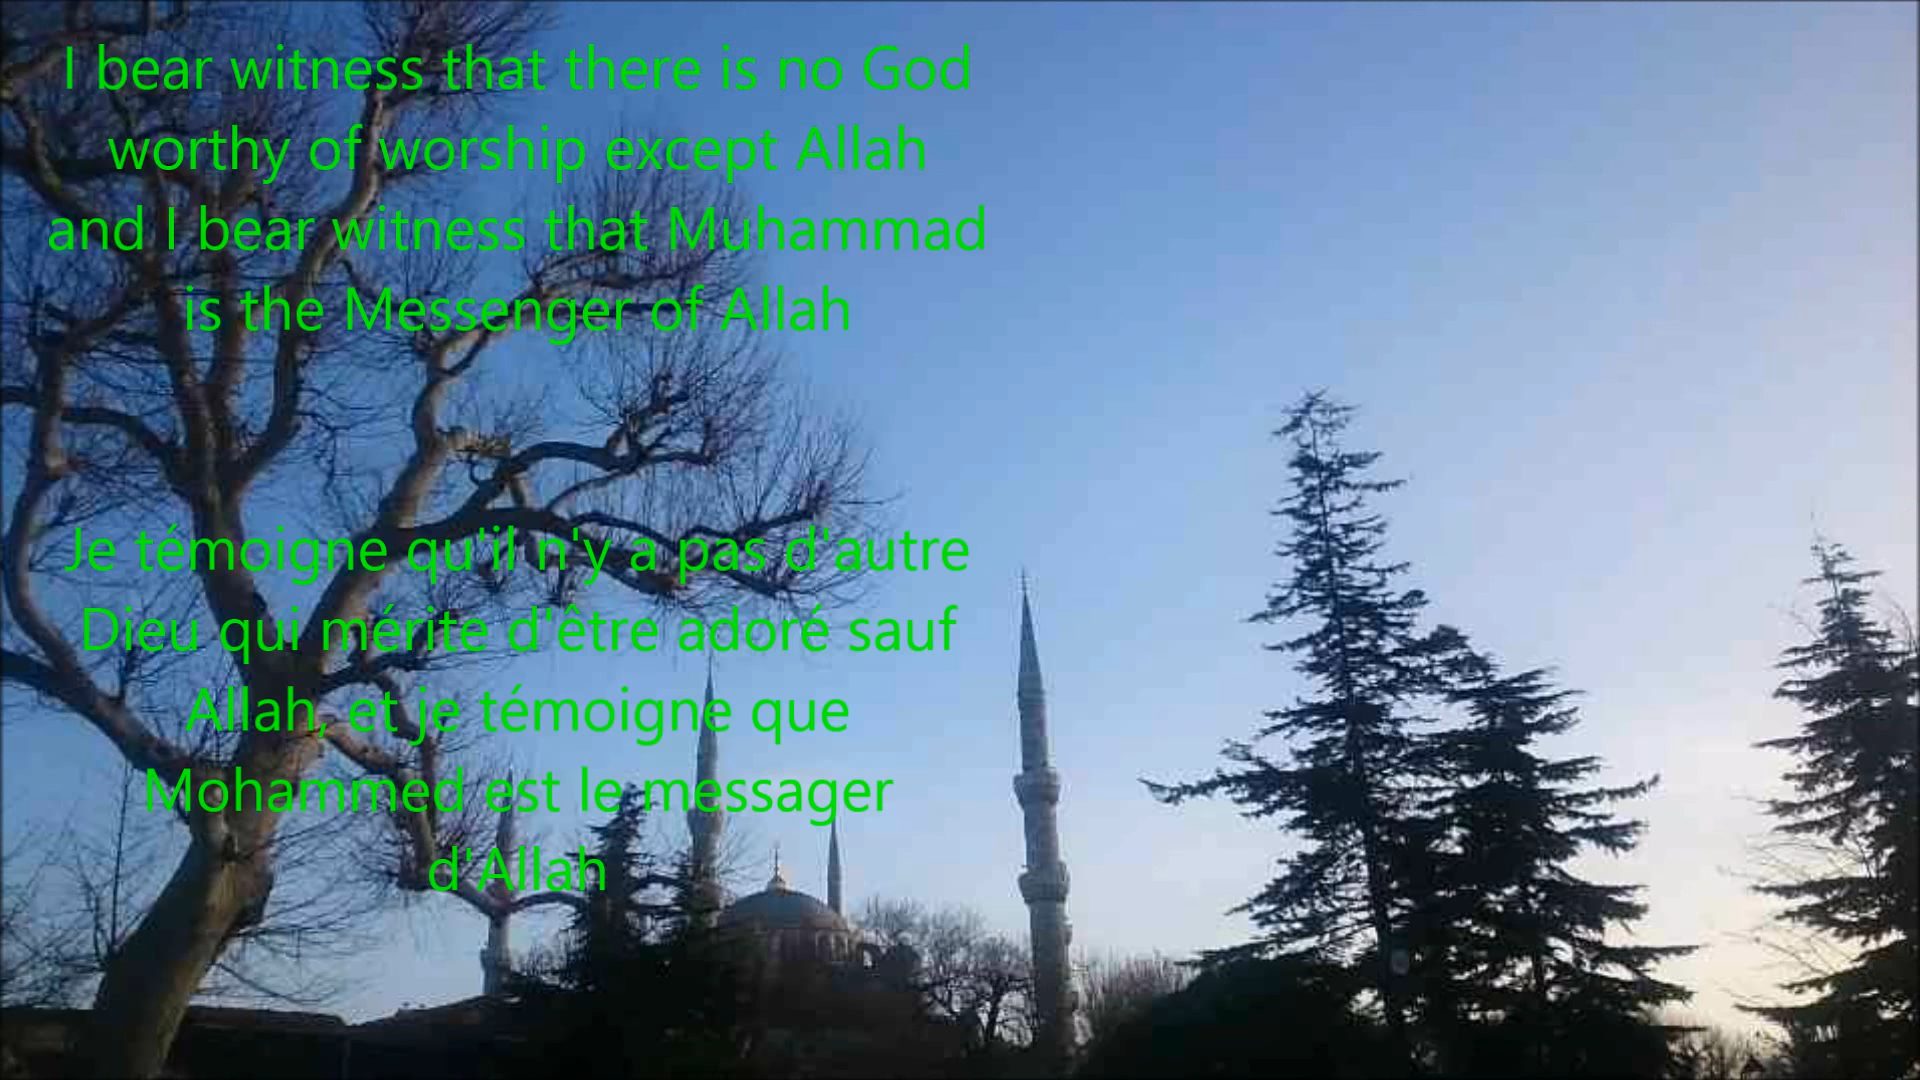 I bear witness that there is no God
worthy of worship except Allah
and I bear witness that Muhammad
is the Messenger of Allah
Je témoigne qu'il n'y a pas d'autre
Dieu qui mérite d'être adoré sauf
Allah, et je témoigne que
Mohammed est le messager
d'Allah